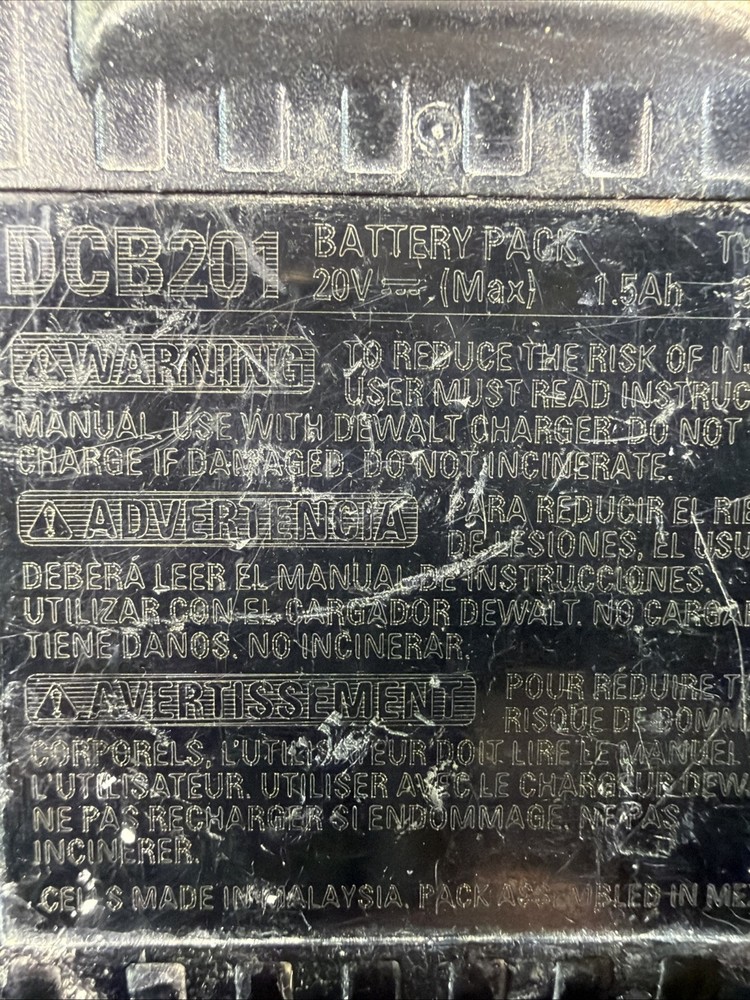 DCB201 BATTERY PACK
20V ⎓ (Max) 1.5Ah
⚠WARNING TO REDUCE THE RISK OF INJ
USER MUST READ INSTRUC
MANUAL. USE WITH DEWALT CHARGER. DO NOT
CHARGE IF DAMAGED. DO NOT INCINERATE.
⚠ ADVERTENCIA PARA REDUCIR EL RIE
DE LESIONES, EL USU
DEBERÁ LEER EL MANUAL DE INSTRUCCIONES.
UTILIZAR CON EL CARGADOR DEWALT. NO CARGA
TIENE DAÑOS. NO INCINERAR.
⚠ AVERTISSEMENT POUR RÉDUIRE
RISQUE DE DOMM
CORPORELS, L'UTILISATEUR DOIT LIRE LE MANUEL
L'UTILISATEUR. UTILISER AVEC LE CHARGEUR DEWA
NE PAS RECHARGER SI ENDOMMAGÉ. NE PAS
INCINÉRER.
CELLS MADE IN MALAYSIA. PACK ASSEMBLED IN ME